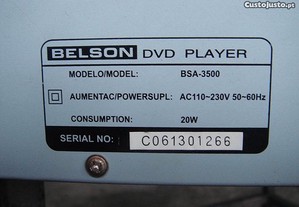 CustoJusto.pt
BELSON DVD PLAYER
MODELO/MODEL: BSA-3500
AUMENTAC/POWERSUPL: AC110~230V 50~60Hz
CONSUMPTION: 20W
SERIAL NO: C061301266